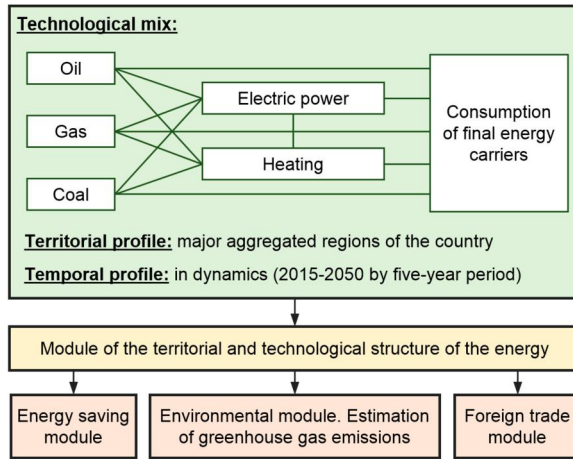 Technological mix:
Oil
Electric power
Gas
Heating
Coal
Consumption
of final energy
carriers
Territorial profile: major aggregated regions of the country
Temporal profile: in dynamics (2015-2050 by five-year period)
Module of the territorial and technological structure of the energy
Energy saving
module
Environmental module. Estimation
of greenhouse gas emissions
Foreign trade
module